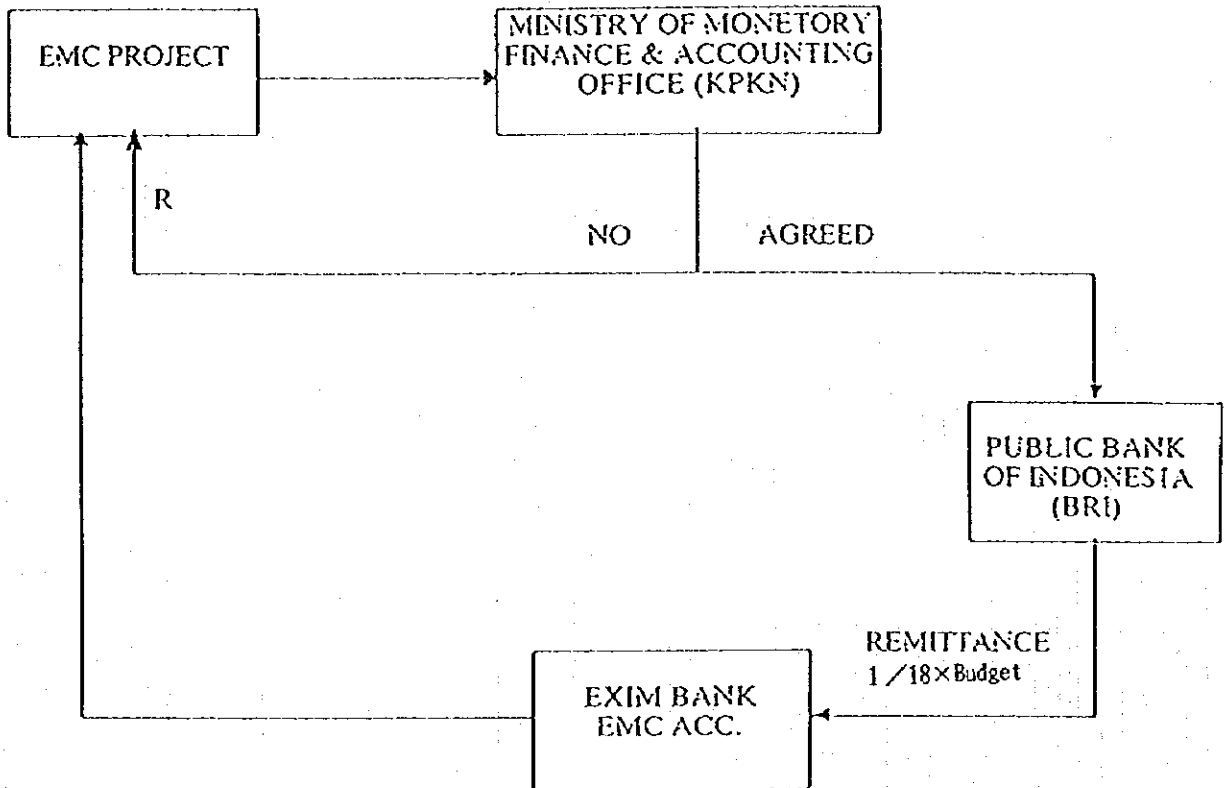 EMC PROJECT
MINISTRY OF MONETORY
FINANCE & ACCOUNTING
OFFICE (KPKN)
R
NO
AGREED
PUBLIC BANK
OF INDONESIA
(BRI)
REMITTANCE
1/18×Budget
EXIM BANK
EMC ACC.